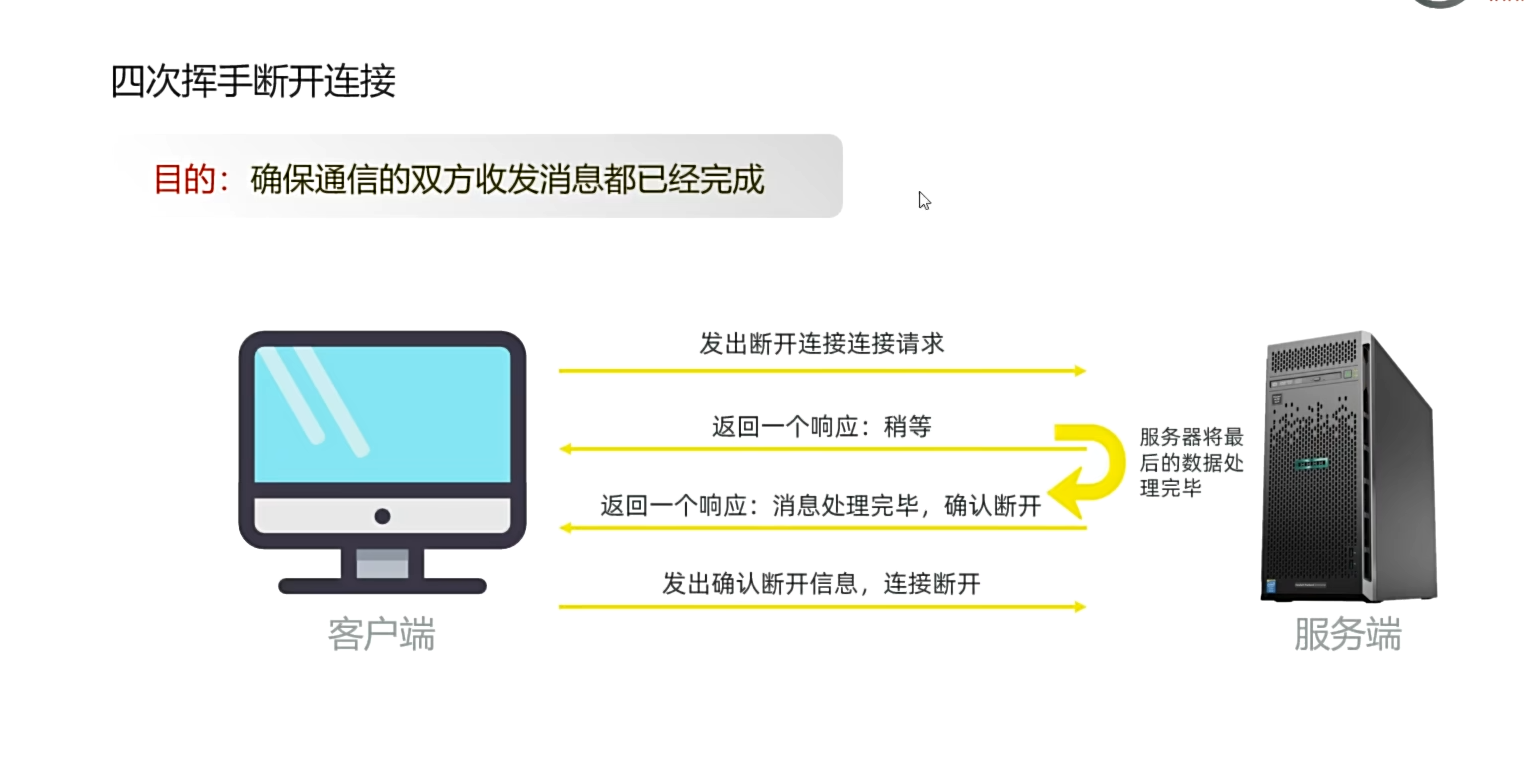 四次挥手断开连接
目的：确保通信的双方收发消息都已经完成
发出断开连接连接请求
返回一个响应：稍等
服务器将最
后的数据处
理完毕
返回一个响应：消息处理完毕，确认断开
发出确认断开信息，连接断开
客户端
服务端